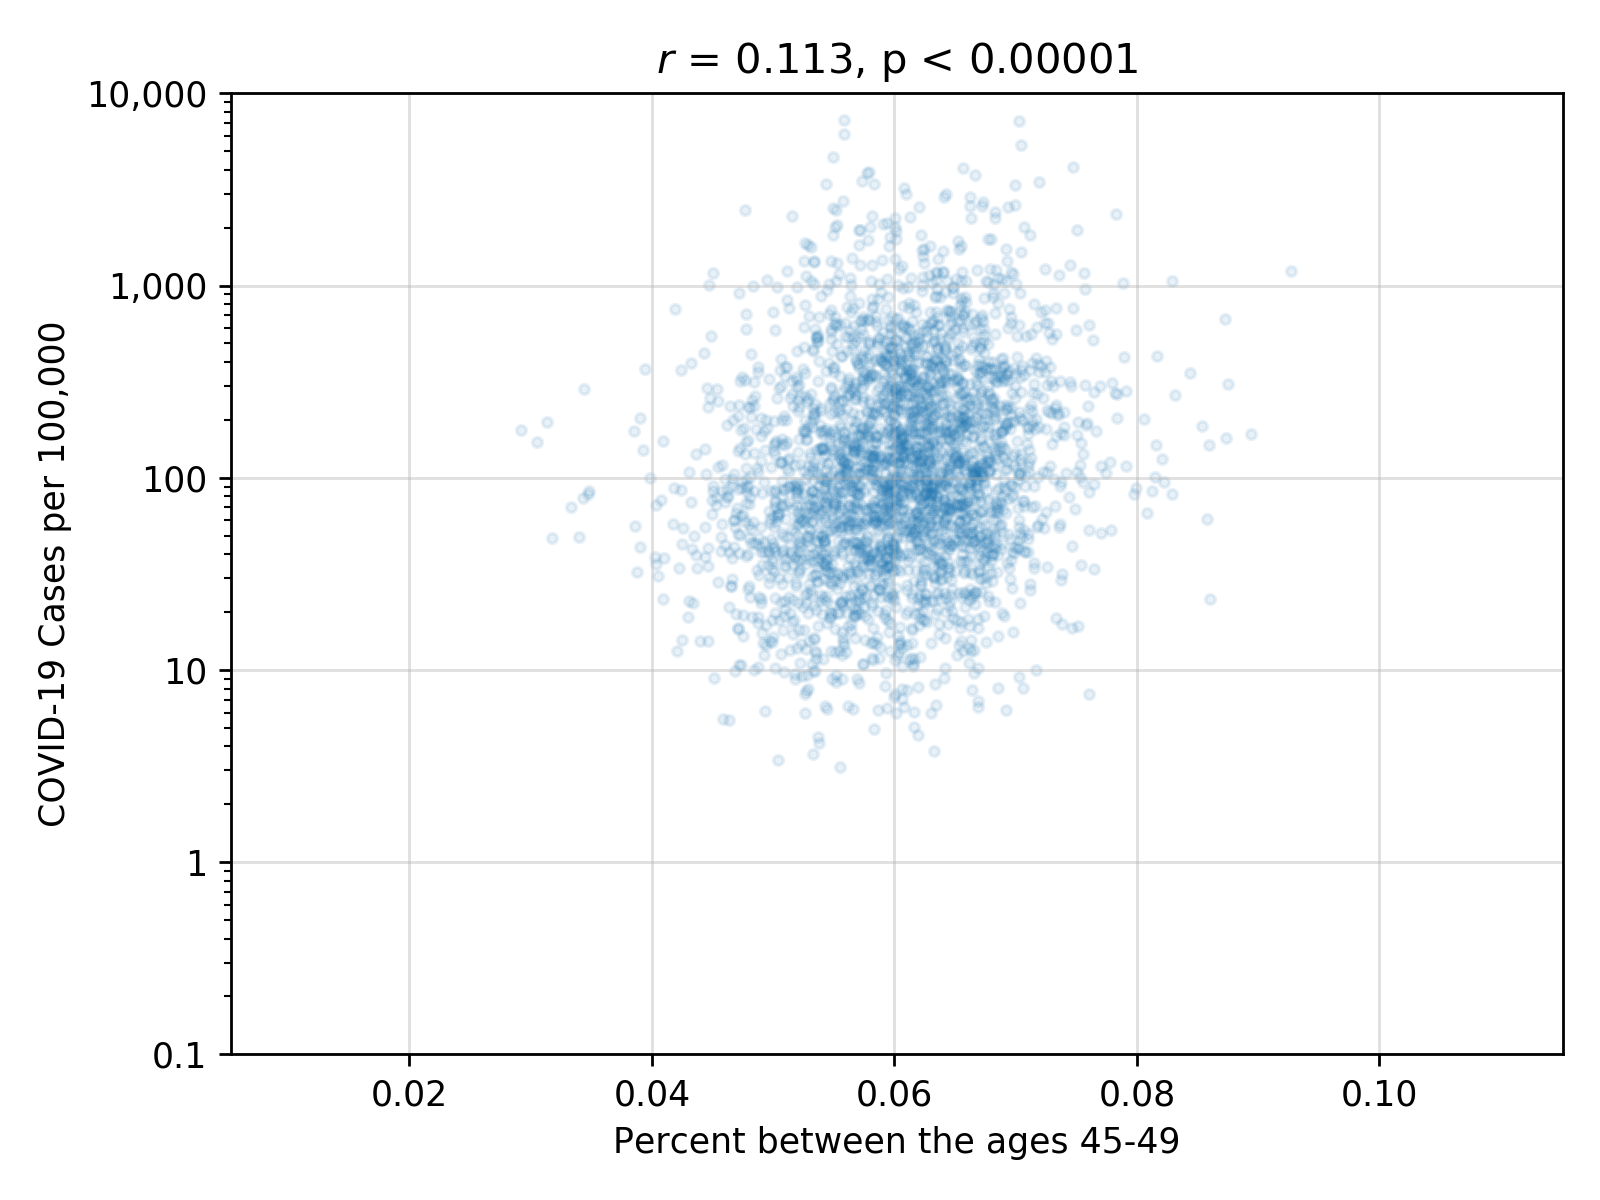 r = 0.113, p < 0.00001
10,000
1,000
100
10
1
0.1
COVID-19 Cases per 100,000
0.02 0.04 0.06 0.08 0.10
Percent between the ages 45-49